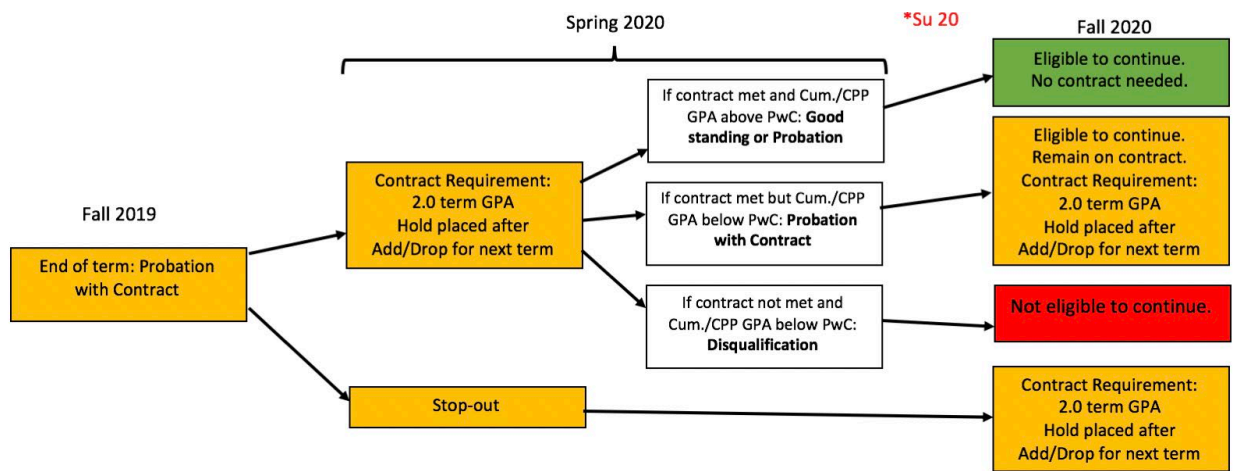 Spring 2020
*Su 20
Fall 2020
Eligible to continue.
No contract needed.
If contract met and Cum./CPP
GPA above PwC: Good
standing or Probation
Eligible to continue.
Remain on contract.
Contract Requirement:
2.0 term GPA
Hold placed after
Add/Drop for next term
Contract Requirement:
2.0 term GPA
Hold placed after
Add/Drop for next term
If contract met but Cum./CPP
GPA below PwC: Probation
with Contract
Fall 2019
End of term: Probation
with Contract
If contract not met and
Cum./CPP GPA below PwC:
Disqualification
Not eligible to continue.
Stop-out
Contract Requirement:
2.0 term GPA
Hold placed after
Add/Drop for next term